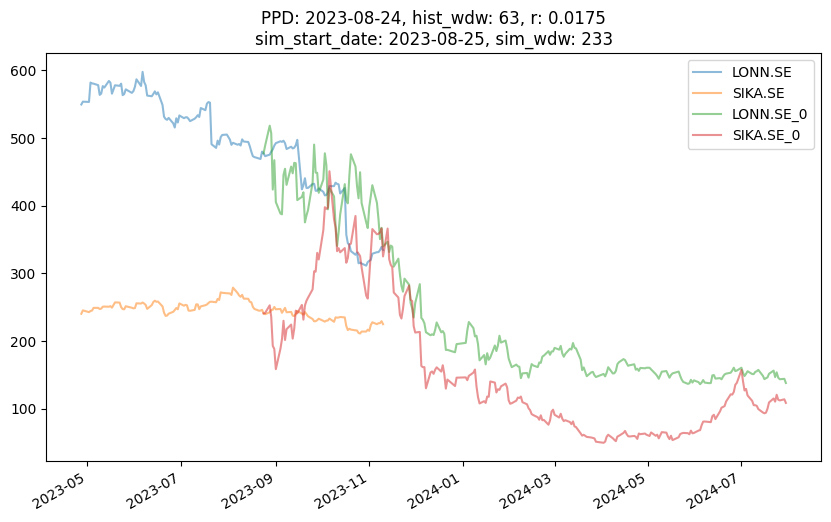 PPD: 2023-08-24, hist_wdw: 63, r: 0.0175
sim_start_date: 2023-08-25, sim_wdw: 233
LONN.SE
SIKA.SE
LONN.SE_0
SIKA.SE_0
600
500
400
300
200
100
2023-05
2023-07
2023-09
2023-11
2024-01
2024-03
2024-05
2024-07